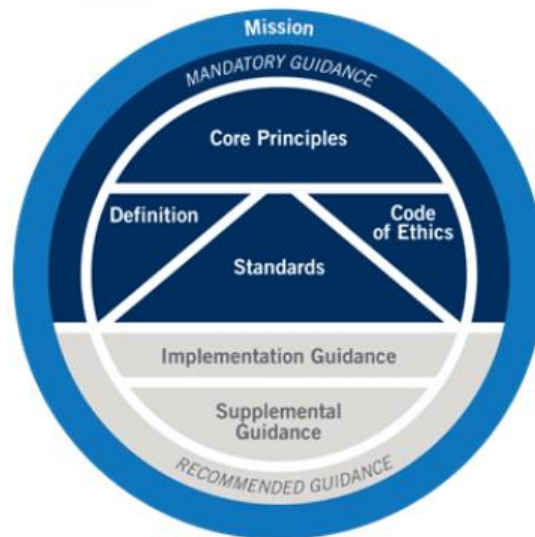 Mission
MANDATORY GUIDANCE
Core Principles
Definition
Code
of Ethics
Standards
Implementation Guidance
Supplemental
Guidance
RECOMMENDED GUIDANCE